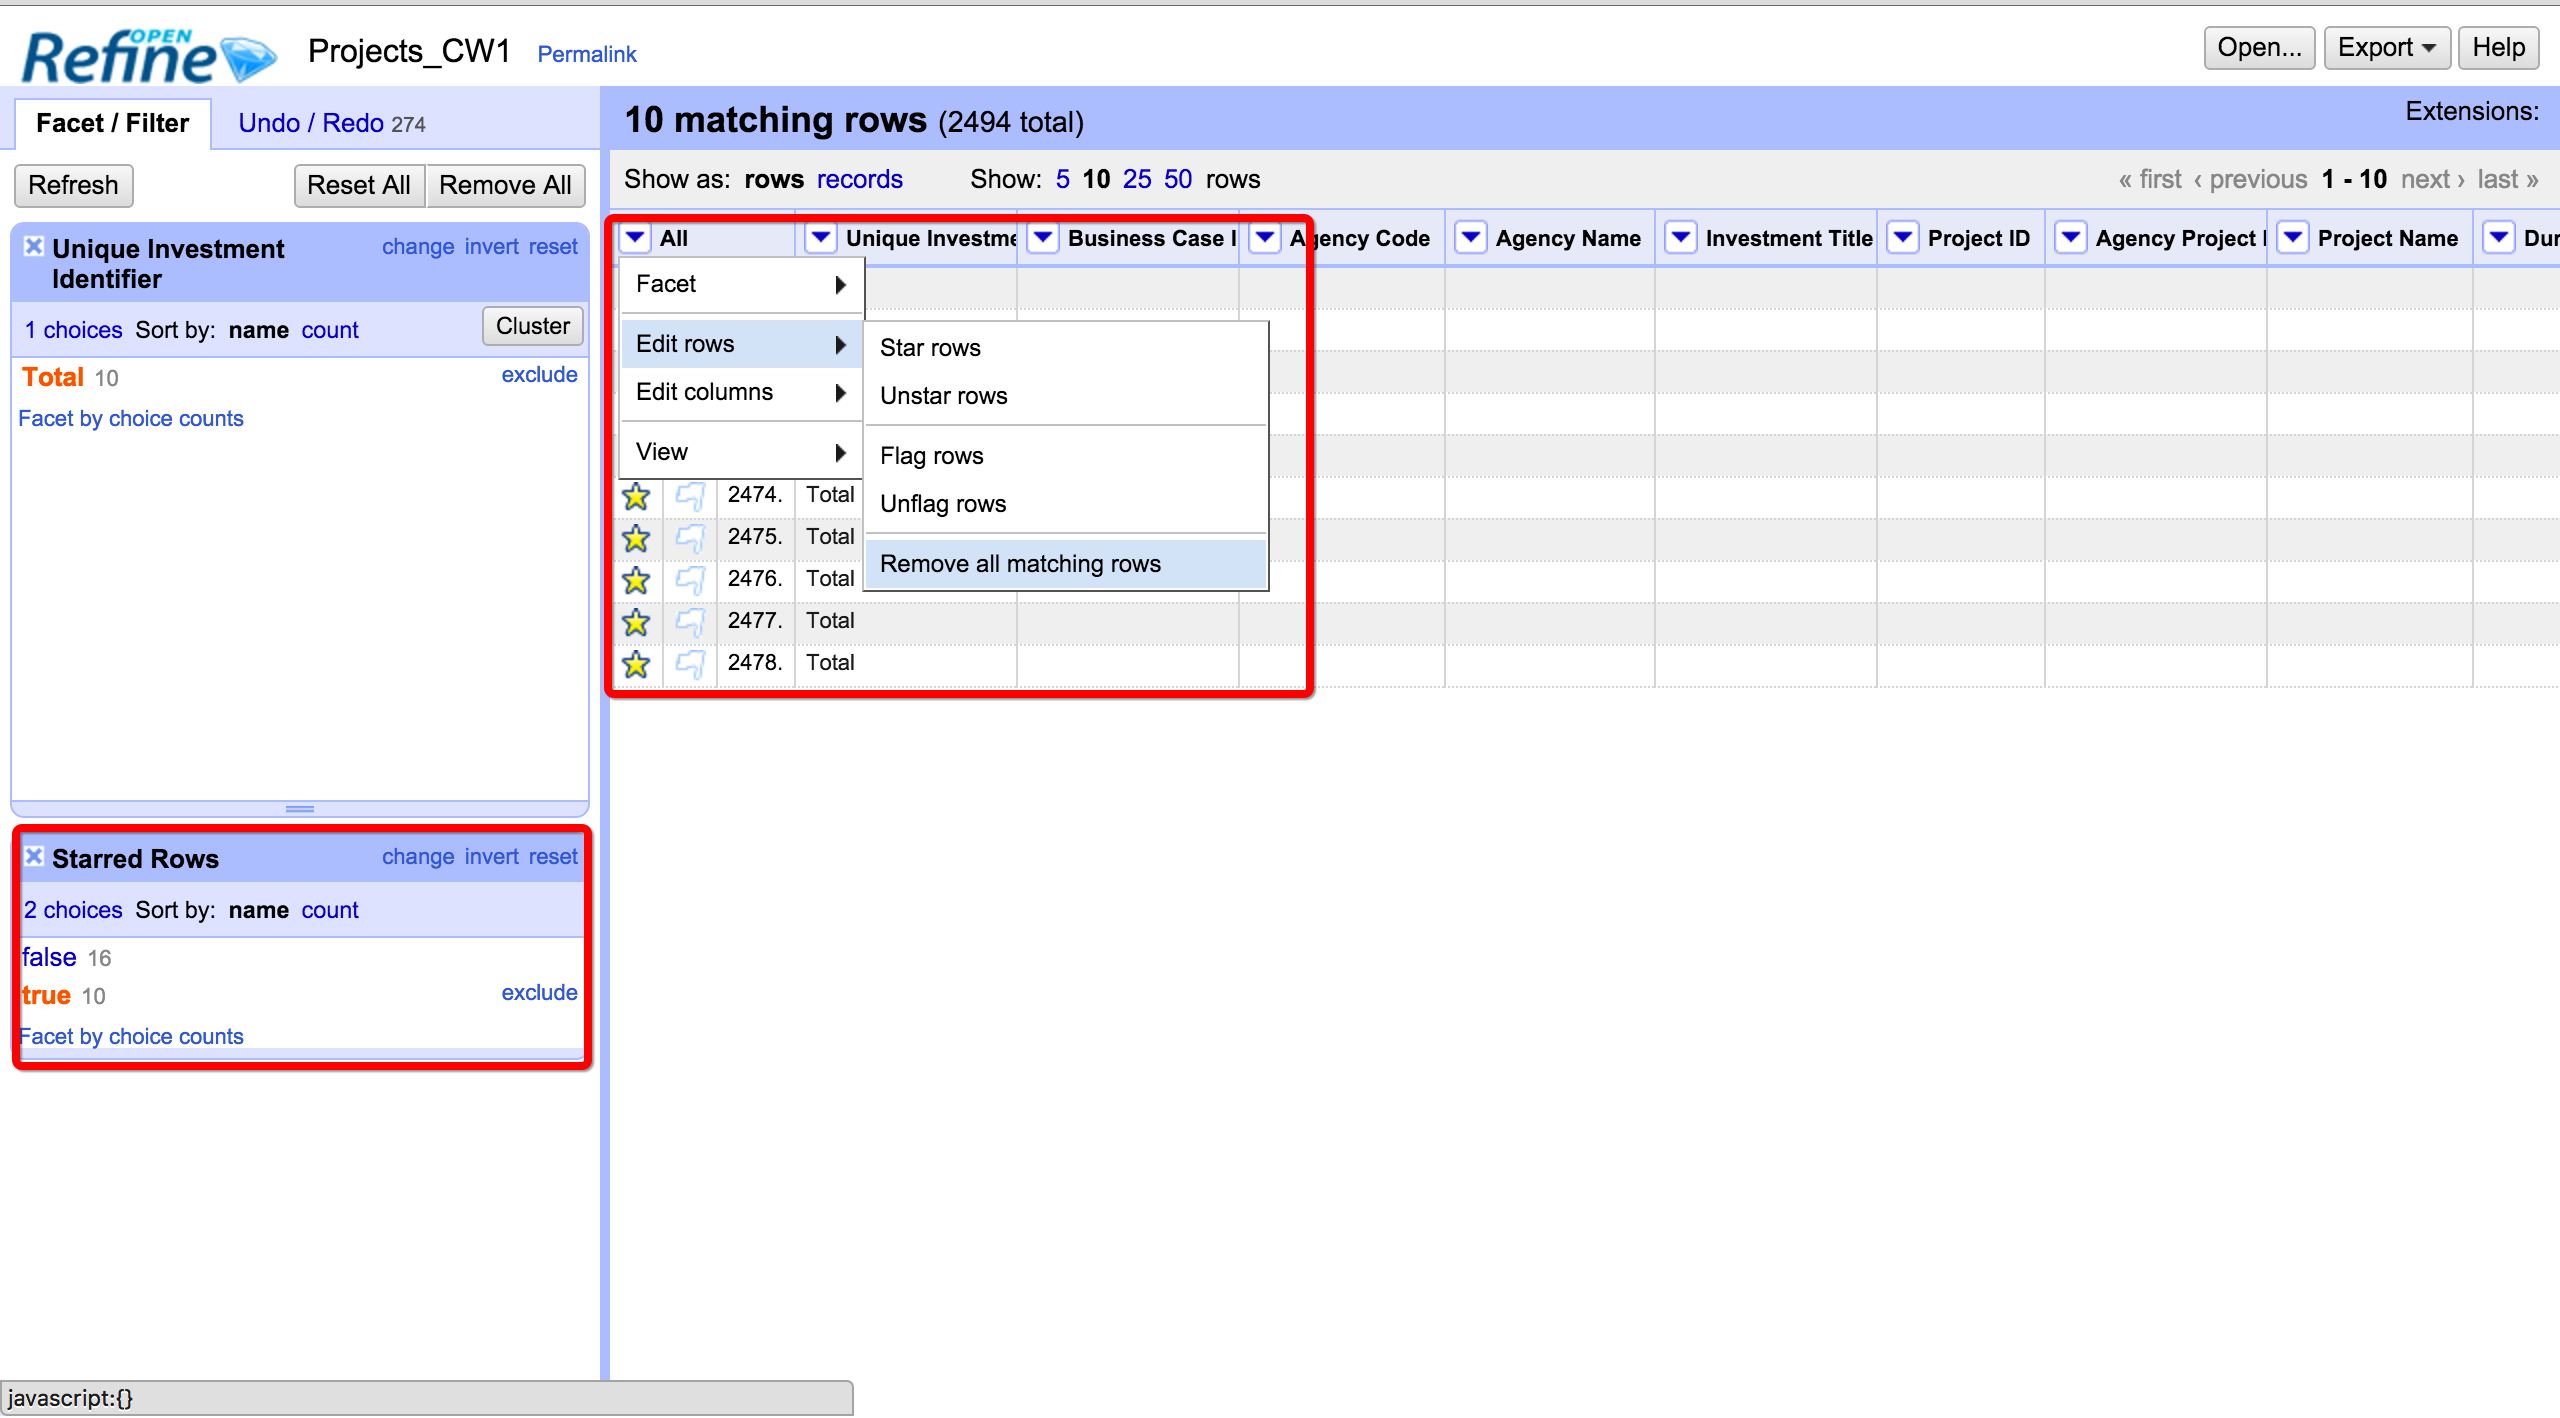 OPEN
Refine
Projects_CW1 Permalink
Open... Export Help
Facet / Filter Undo / Redo 274
10 matching rows (2494 total)
Extensions:
Refresh Reset All Remove All
Show as: rows records Show: 5 10 25 50 rows
« first ‹ previous 1 - 10 next › last »
Unique Investment Identifier
change invert reset
1 choices Sort by: name count Cluster
Total 10 exclude
Facet by choice counts
All Unique Investme Business Case I Agency Code Agency Name Investment Title Project ID Agency Project I Project Name Dur
Facet
Edit rows
Edit columns
View
Star rows
Unstar rows
Flag rows
Unflag rows
Remove all matching rows
2474. Total
2475. Total
2476. Total
2477. Total
2478. Total
Starred Rows change invert reset
2 choices Sort by: name count
false 16
true 10 exclude
Facet by choice counts
javascript:{}